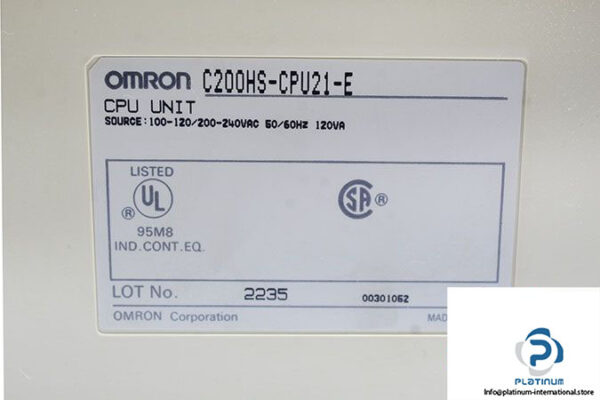 OMRON C200HS-CPU21-E
CPU UNIT
SOURCE:100-120/200-240VAC 50/60HZ 120VA
LISTED
UL ®
95M8
IND.CONT.EQ.
SA ®
LOT No. 2235 00301062
OMRON Corporation MAD
PLATINUM
Info@platinum-international.store